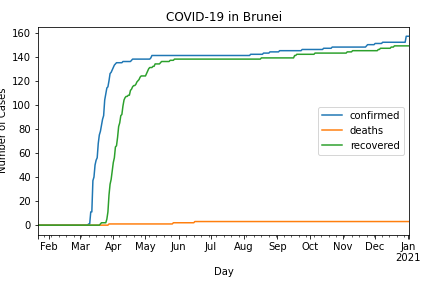 COVID-19 in Brunei
Number of Cases
160
140
120
100
80
60
40
20
0
confirmed
deaths
recovered
Feb Mar Apr May Jun Jul Aug Sep Oct Nov Dec Jan
2021
Day